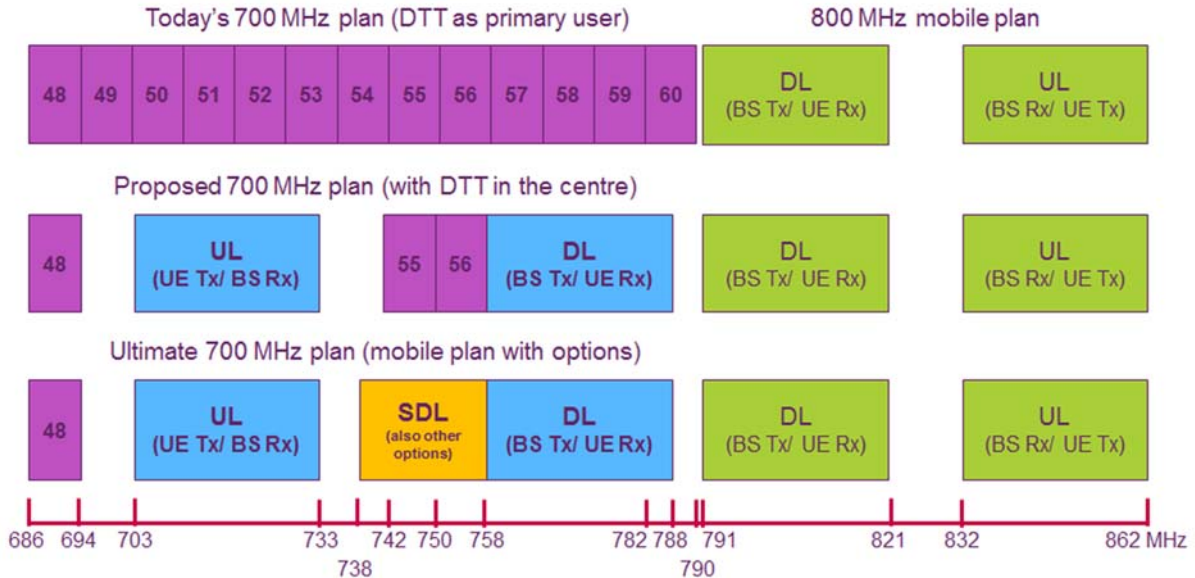 Today's 700 MHz plan (DTT as primary user)
800 MHz mobile plan
48 49 50 51 52 53 54 55 56 57 58 59 60
DL
(BS Tx/ UE Rx)
UL
(BS Rx/ UE Tx)
Proposed 700 MHz plan (with DTT in the centre)
48
UL
(UE Tx/ BS Rx)
55 56
DL
(BS Tx/ UE Rx)
DL
(BS Tx/ UE Rx)
UL
(BS Rx/ UE Tx)
Ultimate 700 MHz plan (mobile plan with options)
48
UL
(UE Tx/ BS Rx)
SDL
(also other
options)
DL
(BS Tx/ UE Rx)
DL
(BS Tx/ UE Rx)
UL
(BS Rx/ UE Tx)
686 694 703 733 742 750 758 782 788 791 821 832 862 MHz
738 790